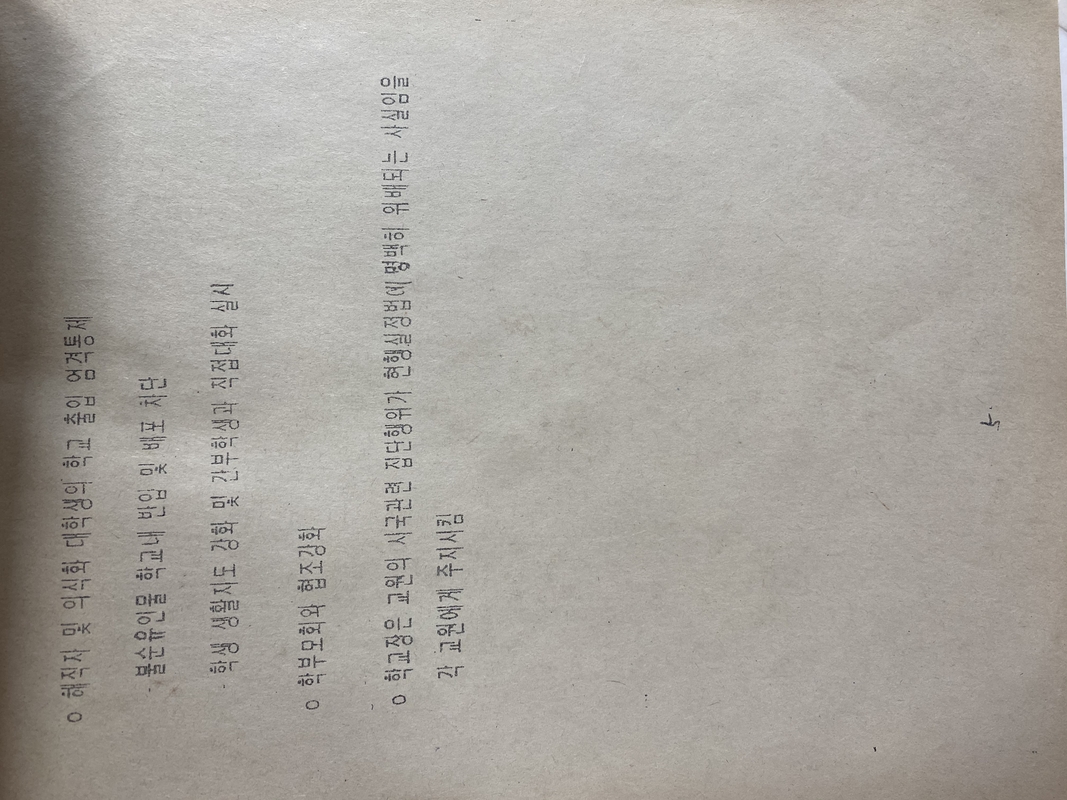 o 해직자 및 의식화 대학생의 학교 출입 엄격통제
- 불순유인물 학교내 반입 및 배포 차단
- 학생 생활지도 강화 및 간부학생과 직접대화 실시
o 학부모회와 협조강화
o 학교장은 교원의 시국관련 집단행위가 현행실정법에 명백히 위배되는 사실임을
각 교원에게 주지시킴
5.